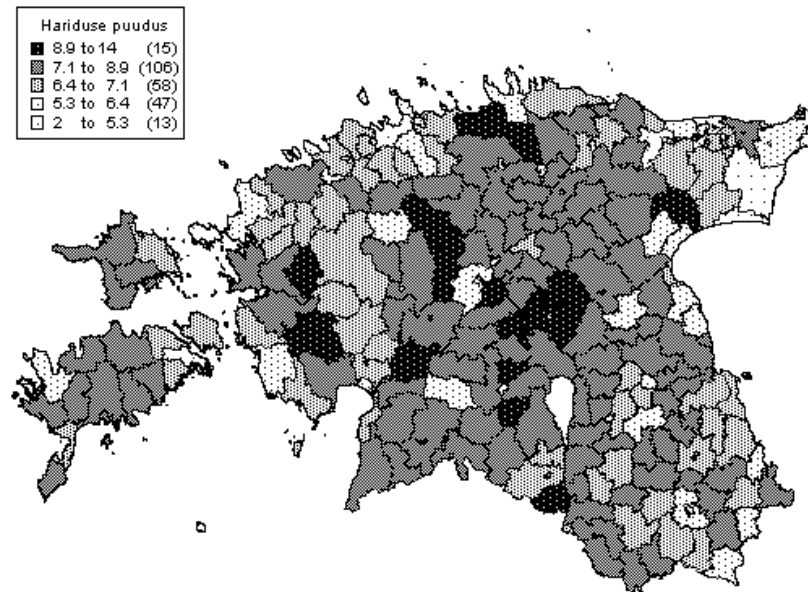 Hariduse puudus
8.9 to 14 (15)
7.1 to 8.9 (106)
6.4 to 7.1 (58)
5.3 to 6.4 (47)
2 to 5.3 (13)